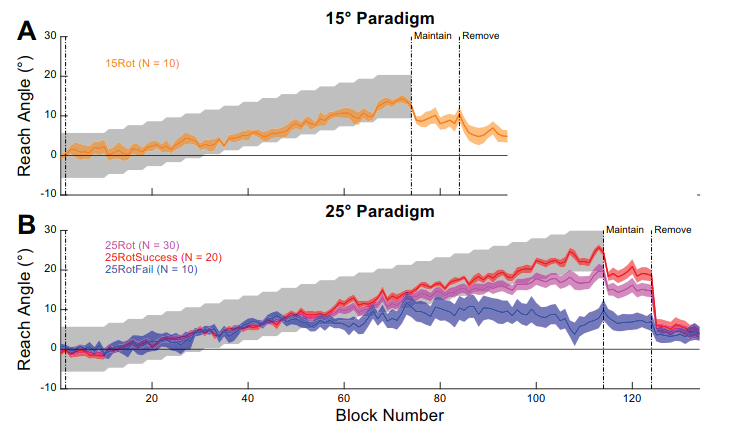 A
15° Paradigm
Reach Angle (°)
30
20
10
0
-10
15Rot (N = 10)
Maintain
Remove
B
25° Paradigm
Reach Angle (°)
30
20
10
0
-10
25Rot (N = 30)
25RotSuccess (N = 20)
25RotFail (N = 10)
Maintain
Remove
20 40 60 80 100 120
Block Number